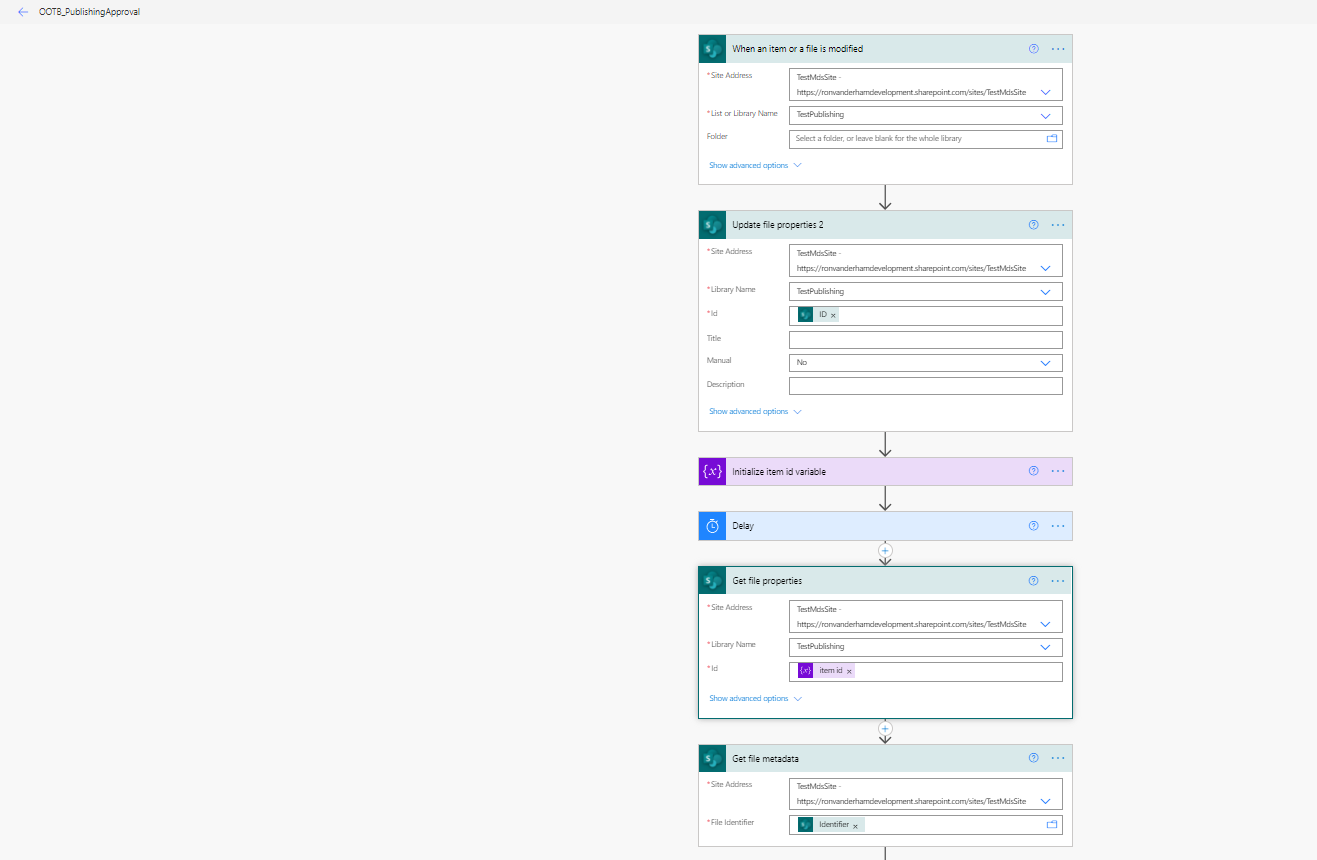 OOTB_PublishingApproval
When an item or a file is modified
*Site Address
TestMdsSite -
https://ronvanderhamdevelopment.sharepoint.com/sites/TestMdsSite
*List or Library Name
TestPublishing
Folder
Select a folder, or leave blank for the whole library
Show advanced options
Update file properties 2
*Site Address
TestMdsSite -
https://ronvanderhamdevelopment.sharepoint.com/sites/TestMdsSite
*Library Name
TestPublishing
*Id
ID ×
Title
Manual
No
Description
Show advanced options
{x} Initialize item id variable
Delay
Get file properties
*Site Address
TestMdsSite -
https://ronvanderhamdevelopment.sharepoint.com/sites/TestMdsSite
*Library Name
TestPublishing
*Id
{x} item id ×
Show advanced options
Get file metadata
*Site Address
TestMdsSite -
https://ronvanderhamdevelopment.sharepoint.com/sites/TestMdsSite
*File Identifier
Identifier ×